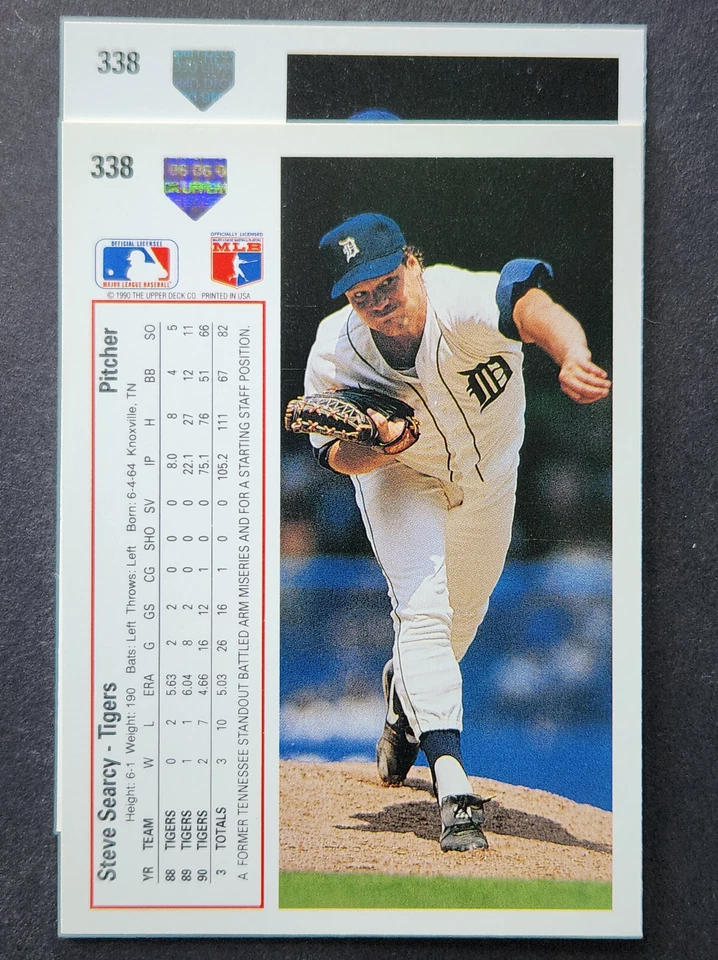 338
338
OFFICIAL LICENSEE
MAJOR LEAGUE BASEBALL
OFFICIALLY LICENSED
MLB
© 1990 THE UPPER DECK CO. PRINTED IN USA
Steve Searcy - Tigers Pitcher
Height: 6-1 Weight: 190 Bats: Left Throws: Left Born: 6-4-64 Knoxville, TN
YR TEAM W L ERA G GS CG SHO SV IP H BB SO
88 TIGERS 0 2 5.63 2 2 0 0 0 8.0 8 4 5
89 TIGERS 1 1 6.04 8 2 0 0 0 22.1 27 12 11
90 TIGERS 2 7 4.66 16 12 1 0 0 75.1 76 51 66
3 TOTALS 3 10 5.03 26 16 1 0 0 105.2 111 67 82
A FORMER TENNESSEE STANDOUT BATTLED ARM MISERIES AND FOR A STARTING STAFF POSITION.
D
D